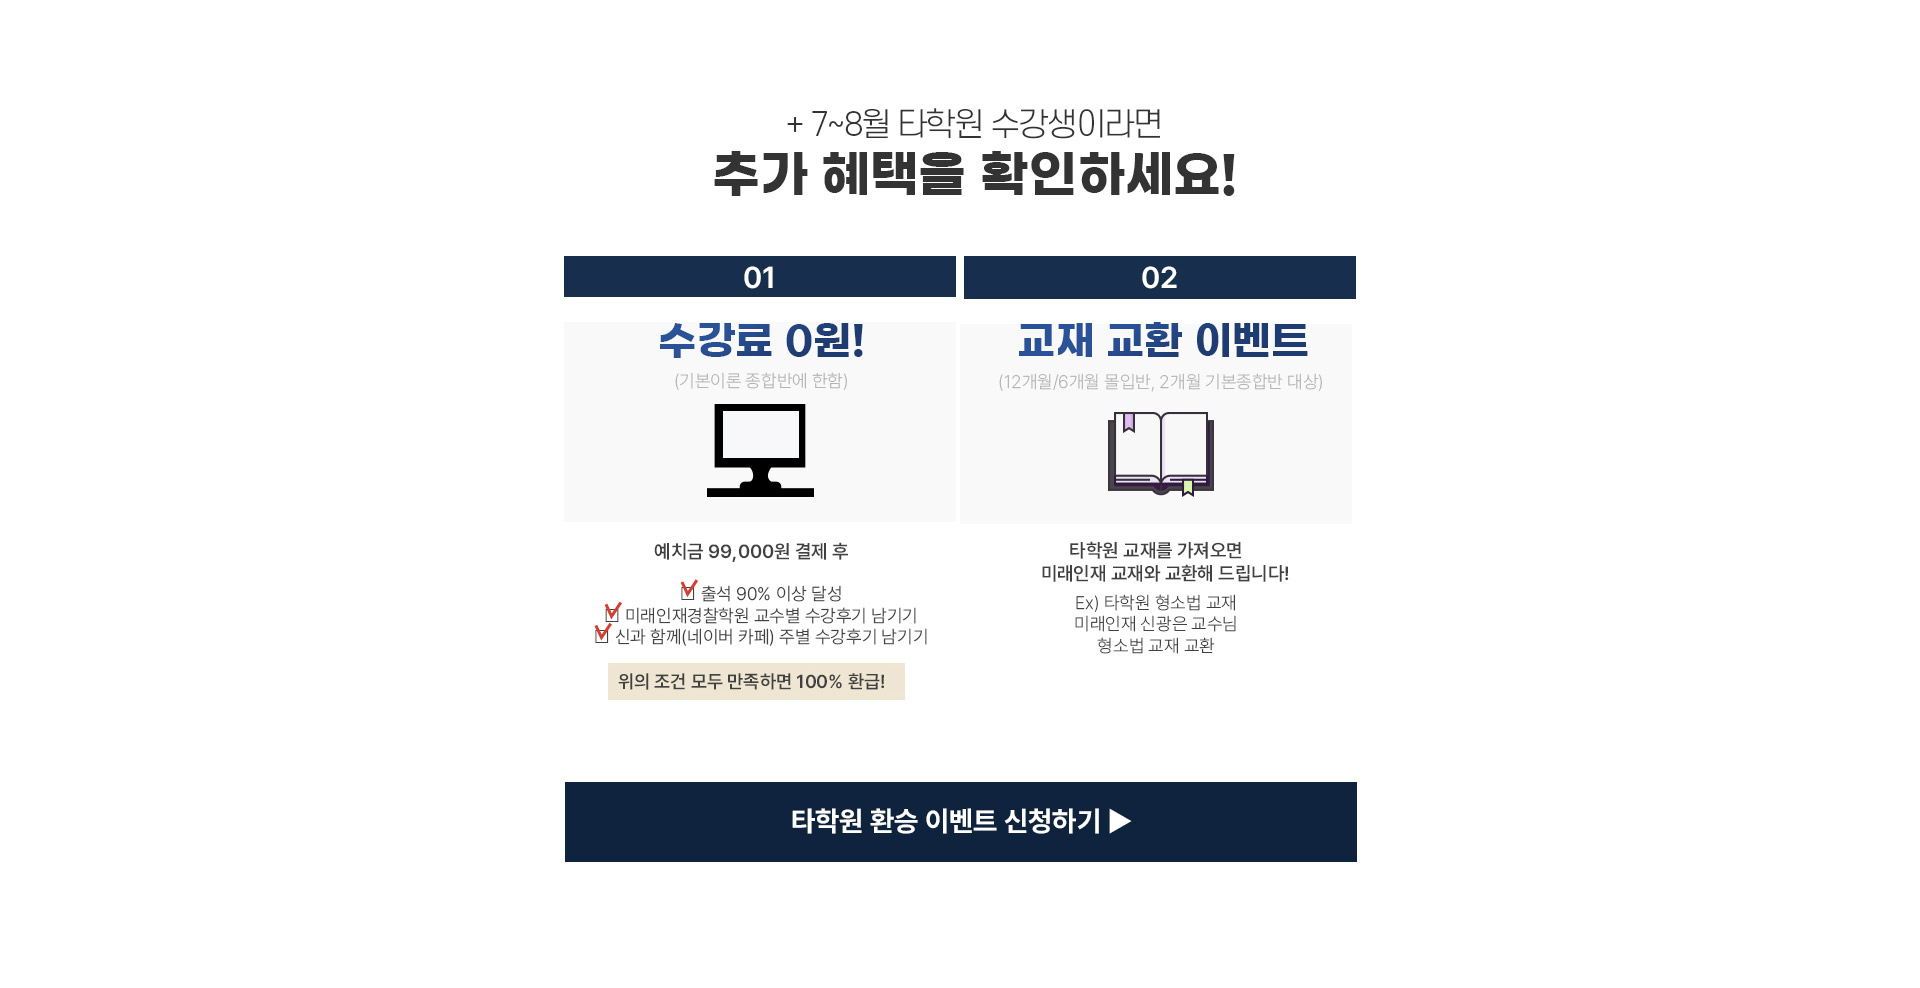 + 7~8월 타학원 수강생이라면
추가 혜택을 확인하세요!
01
수강료 0원!
(기본이론 종합반에 한함)
예치금 99,000원 결제 후
출석 90% 이상 달성
미래인재경찰학원 교수별 수강후기 남기기
신과 함께(네이버 카페) 주별 수강후기 남기기
위의 조건 모두 만족하면 100% 환급!
02
교재 교환 이벤트
(12개월/6개월 몰입반, 2개월 기본종합반 대상)
타학원 교재를 가져오면
미래인재 교재와 교환해 드립니다!
Ex) 타학원 형소법 교재
미래인재 신광은 교수님
형소법 교재 교환
타학원 환승 이벤트 신청하기 ▶